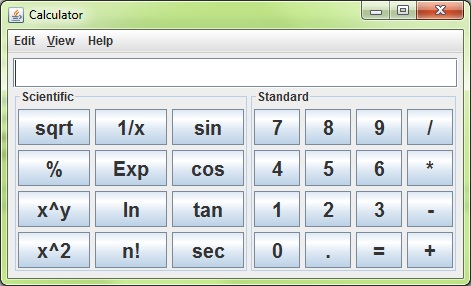 Calculator
Edit View Help
Scientific Standard
sqrt 1/x sin 7 8 9 /
% Exp cos 4 5 6 *
x^y ln tan 1 2 3 -
x^2 n! sec 0 . = +